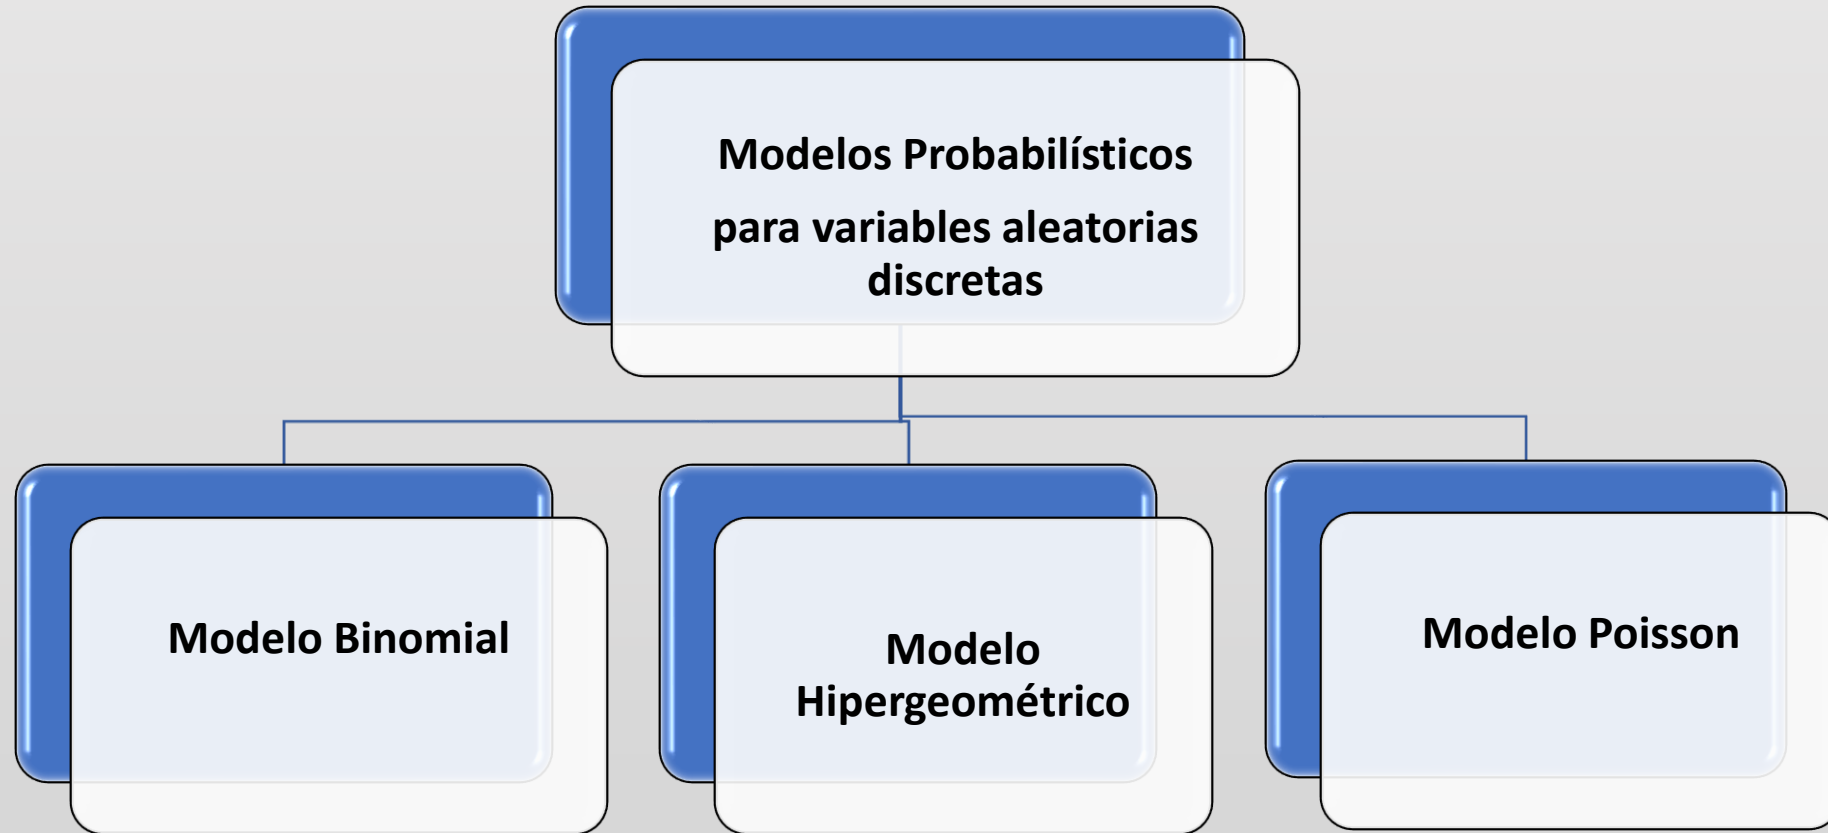 Modelos Probabilísticos
para variables aleatorias
discretas
Modelo Binomial
Modelo
Hipergeométrico
Modelo Poisson